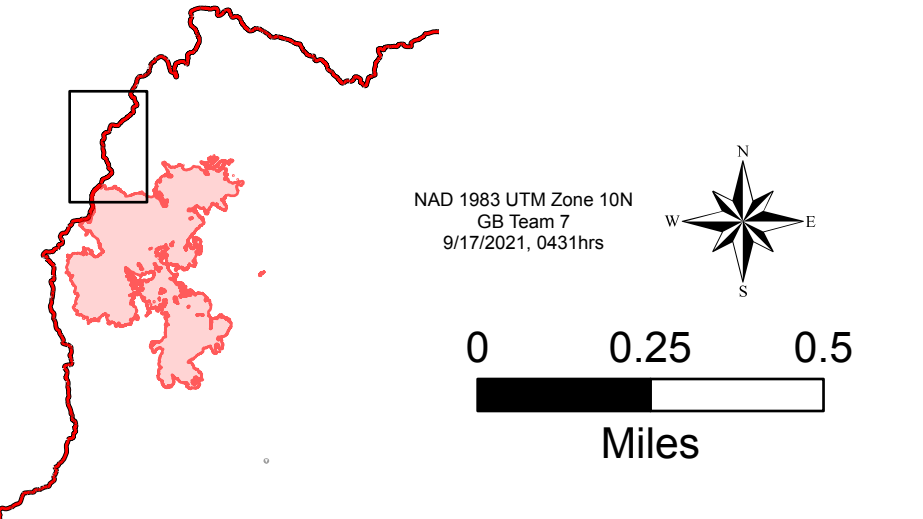 NAD 1983 UTM Zone 10N
GB Team 7
9/17/2021, 0431hrs
N
W E
S
0 0.25 0.5
Miles